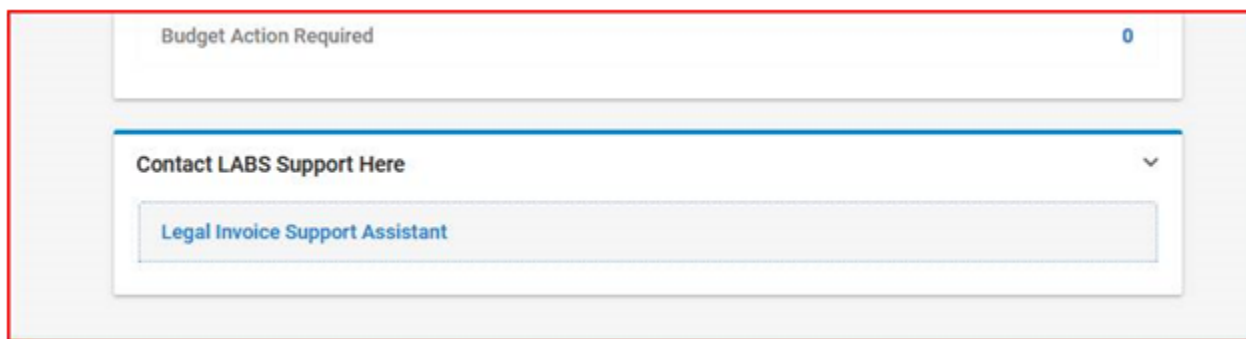 Budget Action Required 0
Contact LABS Support Here
Legal Invoice Support Assistant